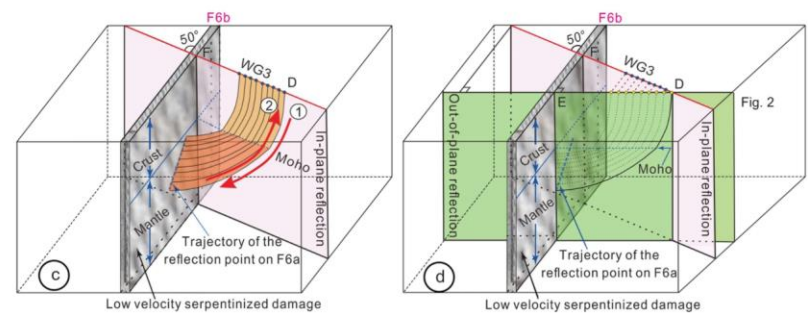 F6b
50°
F
WG3
D
②
①
In-plane reflection
Moho
Crust
Mantle
Trajectory of the
reflection point on F6a
c
Low velocity serpentinized damage
F6b
50°
F
WG3
D
E
Fig. 2
Out-of-plane reflection
In-plane reflection
Moho
Crust
Mantle
Trajectory of the
reflection point on F6a
d
Low velocity serpentinized damage